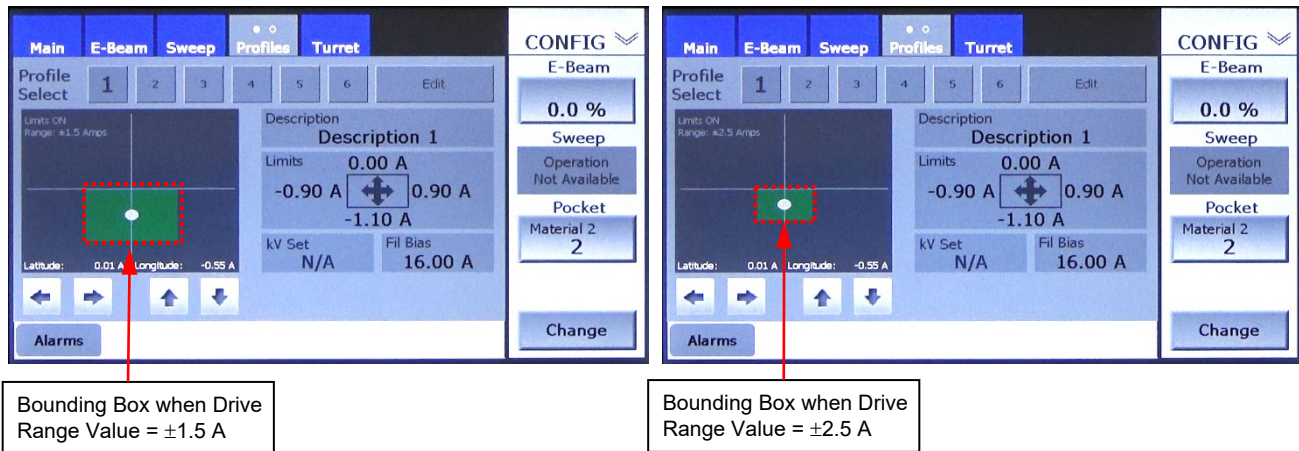 Main E-Beam Sweep Profiles Turret
CONFIG
Profile Select 1 2 3 4 5 6 Edit
E-Beam
0.0 %
Limits ON
Range: ±1.5 Amps
Description
Description 1
Sweep
Operation
Not Available
Limits 0.00 A
-0.90 A 0.90 A
-1.10 A
Pocket
Material 2
2
kV Set
N/A
Fil Bias
16.00 A
Latitude: 0.01 A Longitude: -0.55 A
Change
Alarms
Bounding Box when Drive
Range Value = ±1.5 A
Main E-Beam Sweep Profiles Turret
CONFIG
Profile Select 1 2 3 4 5 6 Edit
E-Beam
0.0 %
Limits ON
Range: ±2.5 Amps
Description
Description 1
Sweep
Operation
Not Available
Limits 0.00 A
-0.90 A 0.90 A
-1.10 A
Pocket
Material 2
2
kV Set
N/A
Fil Bias
16.00 A
Latitude: 0.01 A Longitude: -0.55 A
Change
Alarms
Bounding Box when Drive
Range Value = ±2.5 A